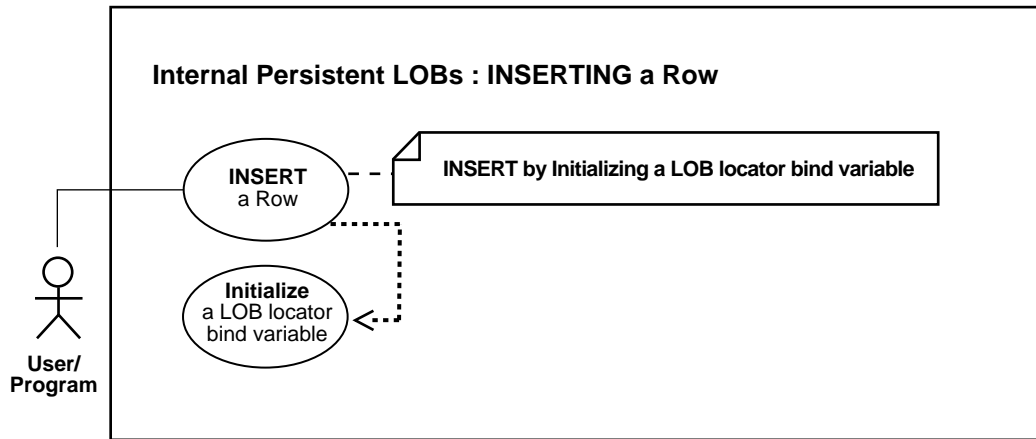 Internal Persistent LOBs : INSERTING a Row
INSERT
a Row
INSERT by Initializing a LOB locator bind variable
Initialize
a LOB locator
bind variable
User/
Program